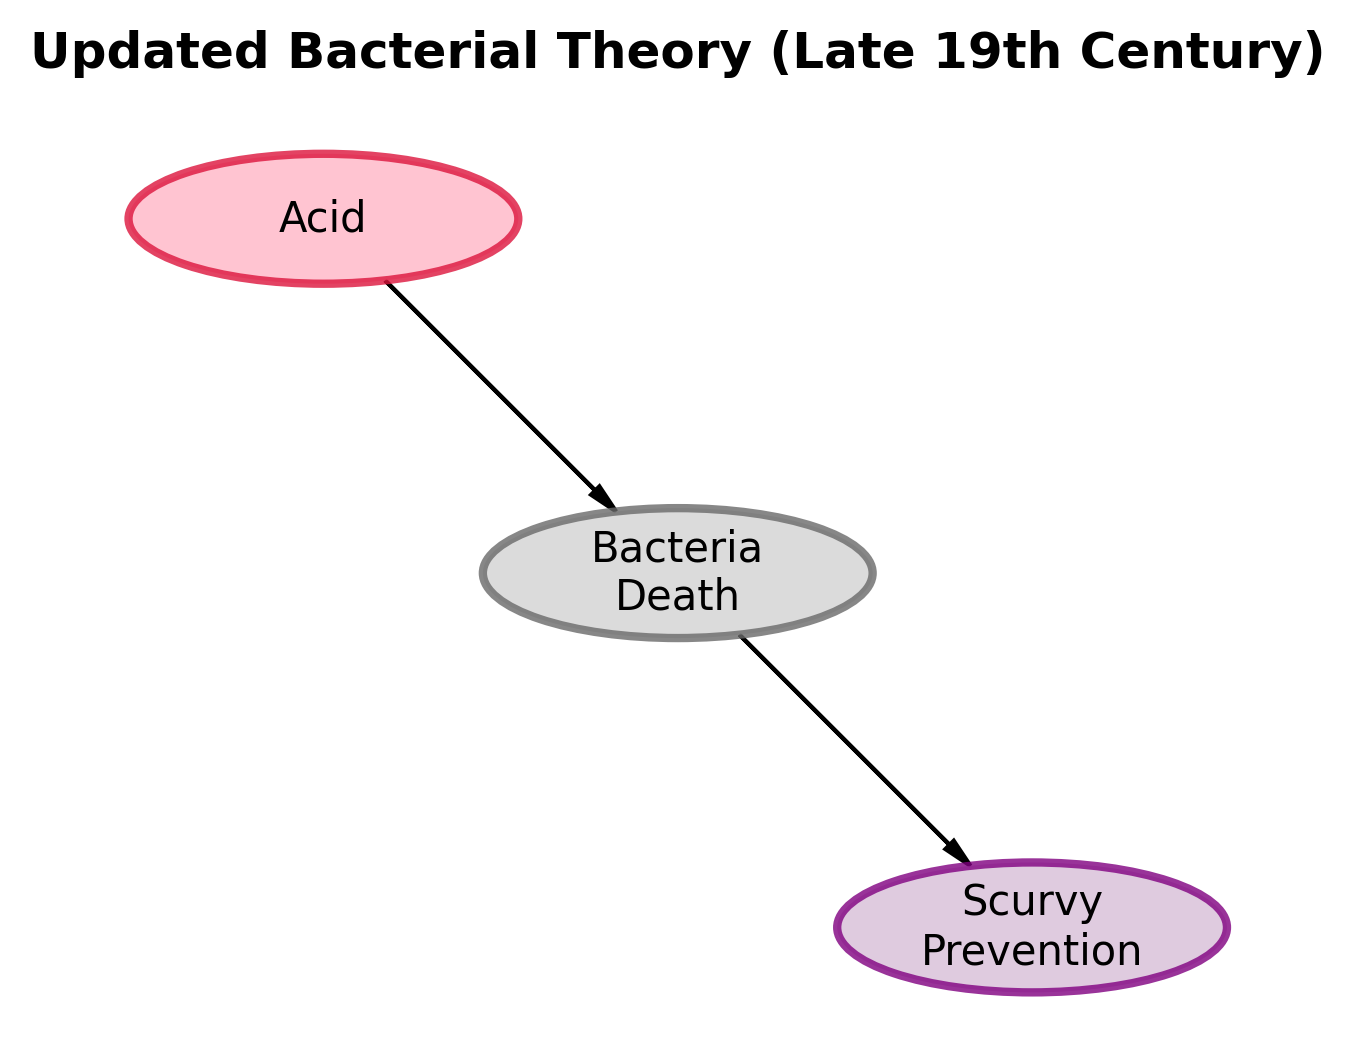 Updated Bacterial Theory (Late 19th Century)
Acid
Bacteria
Death
Scurvy
Prevention